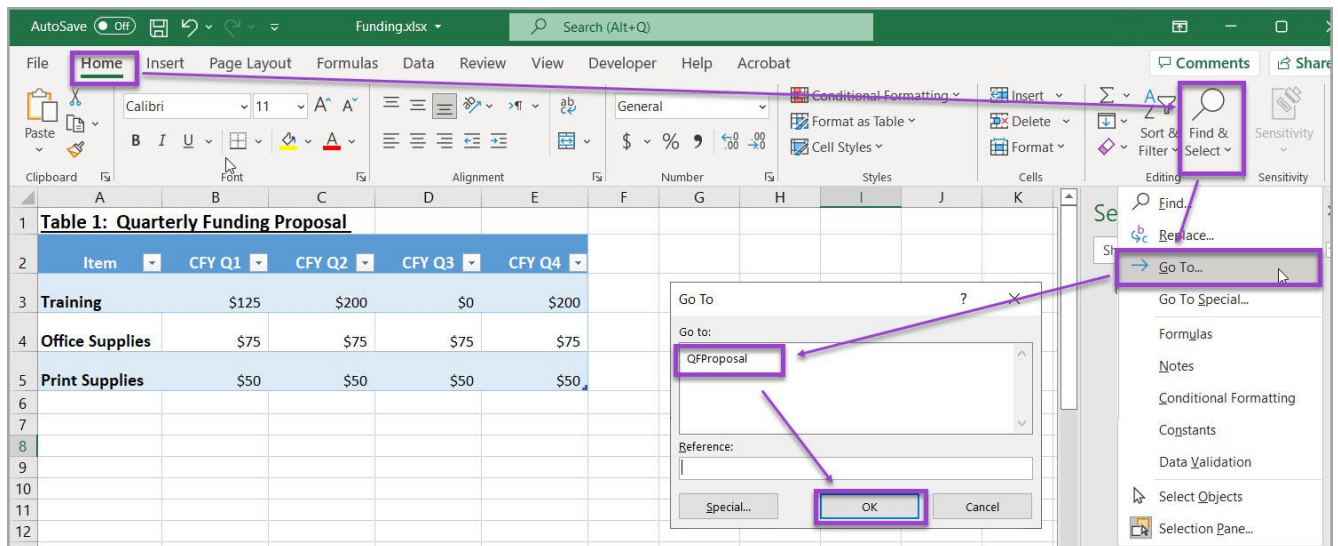 AutoSave Off Funding.xlsx Search (Alt+Q)
File Home Insert Page Layout Formulas Data Review View Developer Help Acrobat Comments Share
Paste Calibri 11 A^ A˅ ab c General Conditional Formatting Insert Σ A Z
Format as Table Delete Sort & Find & Sensitivity
B I U A $ % 9 .00 .00 Cell Styles Format Filter Select
Clipboard Font Alignment Number Styles Cells Editing Sensitivity
A B C D E F G H I J K
1 Table 1: Quarterly Funding Proposal
2 Item CFY Q1 CFY Q2 CFY Q3 CFY Q4
3 Training $125 $200 $0 $200
4 Office Supplies $75 $75 $75 $75
5 Print Supplies $50 $50 $50 $50
6
7
8
9
10
11
12
Go To ? X
Go to:
QFProposal
Reference:
Special... OK Cancel
Se
Sh
Find...
Replace...
Go To...
Go To Special...
Formulas
Notes
Conditional Formatting
Constants
Data Validation
Select Objects
Selection Pane...